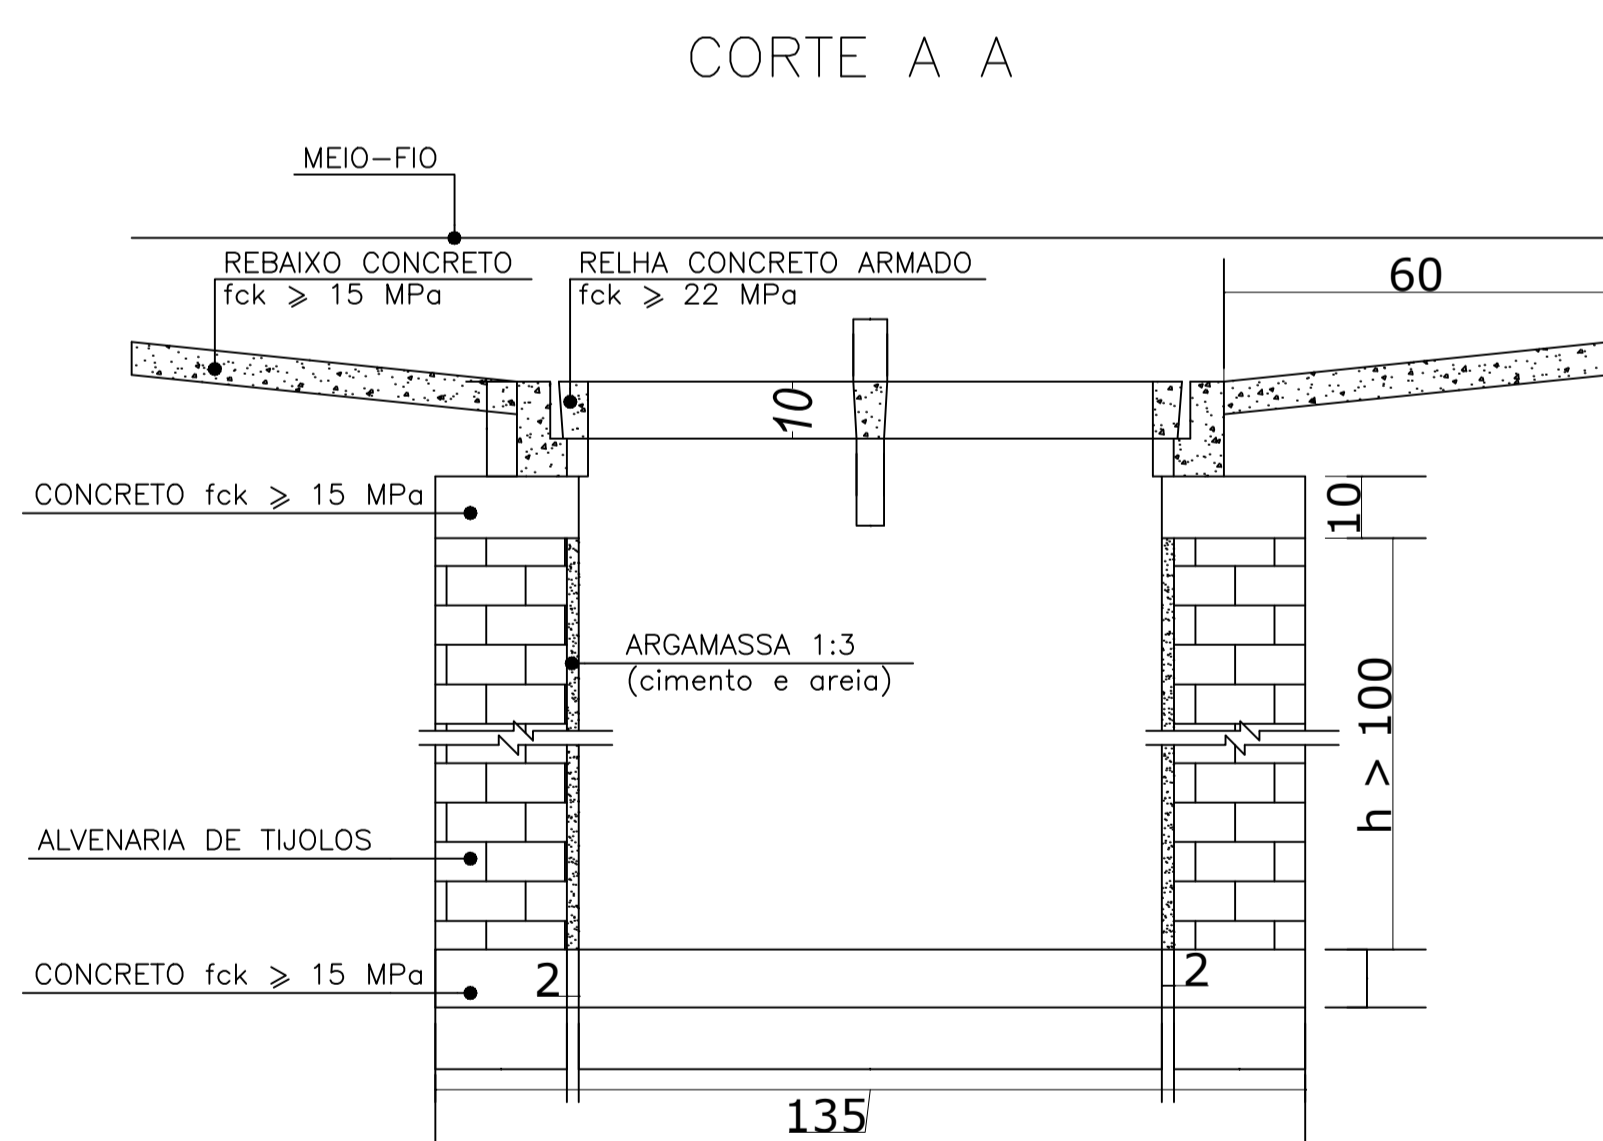 CORTE A A
MEIO-FIO
REBAIXO CONCRETO
fck ⩾ 15 MPa
RELHA CONCRETO ARMADO
fck ⩾ 22 MPa
60
10
CONCRETO fck ⩾ 15 MPa
10
ARGAMASSA 1:3
(cimento e areia)
h > 100
ALVENARIA DE TIJOLOS
CONCRETO fck ⩾ 15 MPa
2
2
135